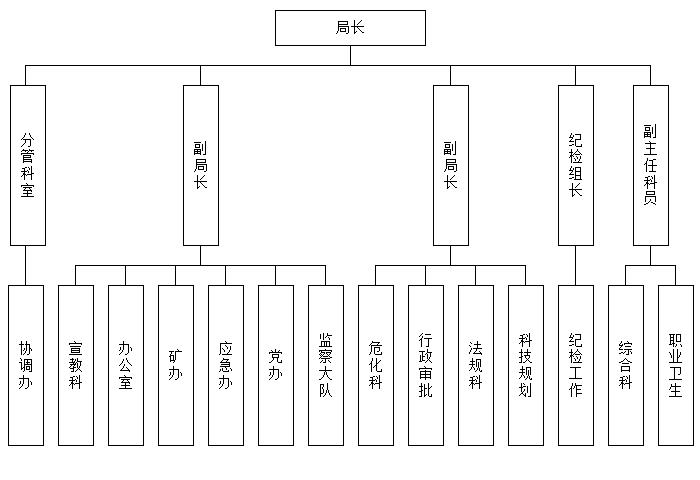 局长
分管科室
副局长
副局长
纪检组长
副主任科员
协调办
宣教科
办公室
矿办
应急办
党办
监察大队
危化科
行政审批
法规科
科技规划
纪检工作
综合科
职业卫生